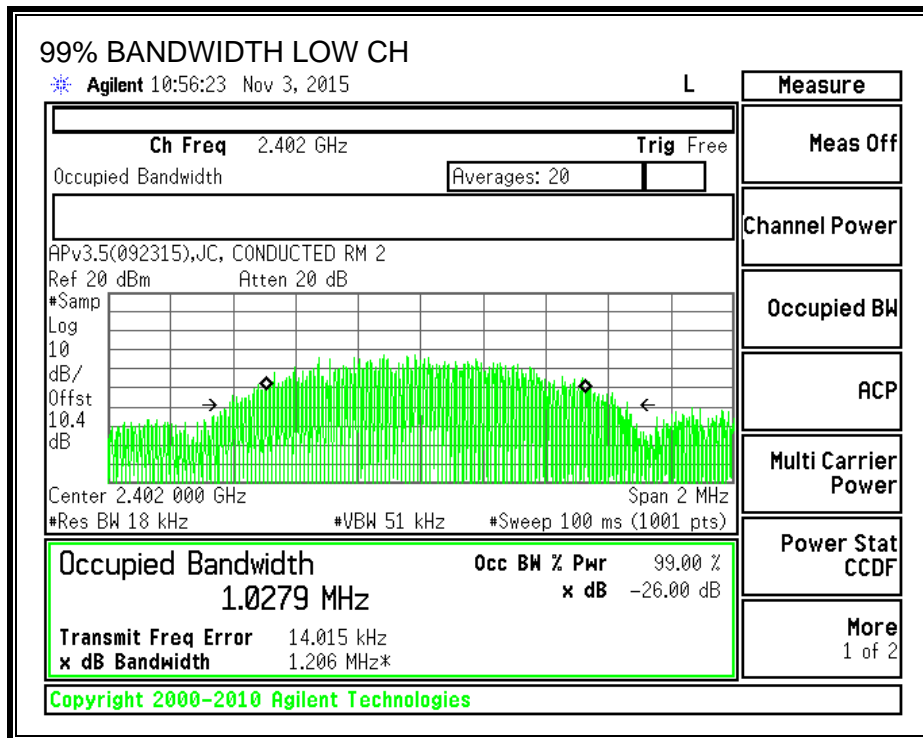 99% BANDWIDTH LOW CH
Agilent 10:56:23 Nov 3, 2015 L
Measure
Ch Freq 2.402 GHz Trig Free
Meas Off
Occupied Bandwidth Averages: 20
Channel Power
APv3.5(092315),JC, CONDUCTED RM 2
Ref 20 dBm Atten 20 dB
#Samp
Log
10
dB/
Offst
10.4
dB
Occupied BW
ACP
Multi Carrier
Power
Center 2.402 000 GHz Span 2 MHz
#Res BW 18 kHz #VBW 51 kHz #Sweep 100 ms (1001 pts)
Power Stat
CCDF
Occupied Bandwidth Occ BW % Pwr 99.00 %
1.0279 MHz x dB -26.00 dB
Transmit Freq Error 14.015 kHz
x dB Bandwidth 1.206 MHz*
More
1 of 2
Copyright 2000-2010 Agilent Technologies